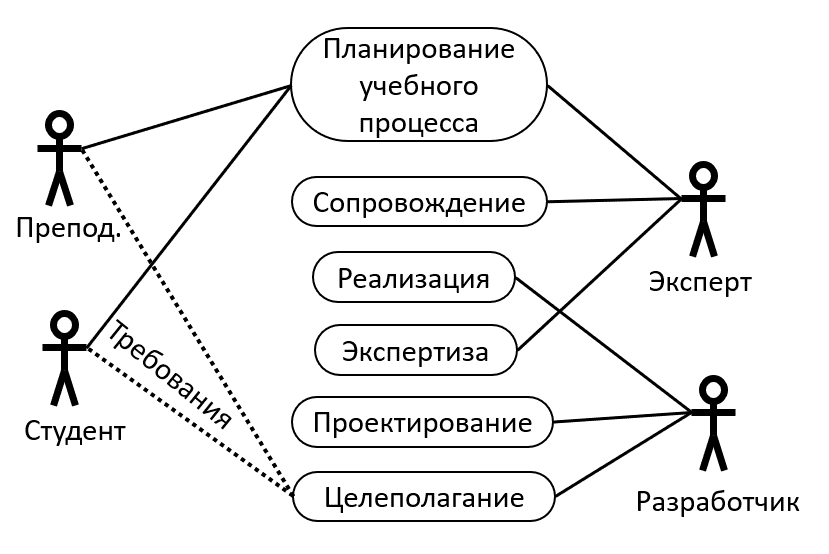 Планирование
учебного
процесса
Препод.
Сопровождение
Эксперт
Реализация
Экспертиза
Требования
Студент
Проектирование
Целеполагание
Разработчик